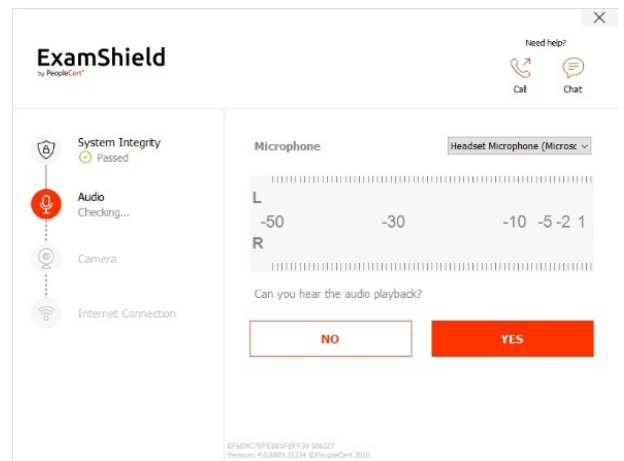 Need help?
ExamShield
by PeopleCert
Call
Chat
System Integrity
Passed
Audio
Checking...
Camera
Internet Connection
Microphone
Headset Microphone (Microsc
L
-50 -30 -10 -5 -2 1
R
Can you hear the audio playback?
NO
YES
Version: 4.0.6889.31334 @PeopleCert 2018